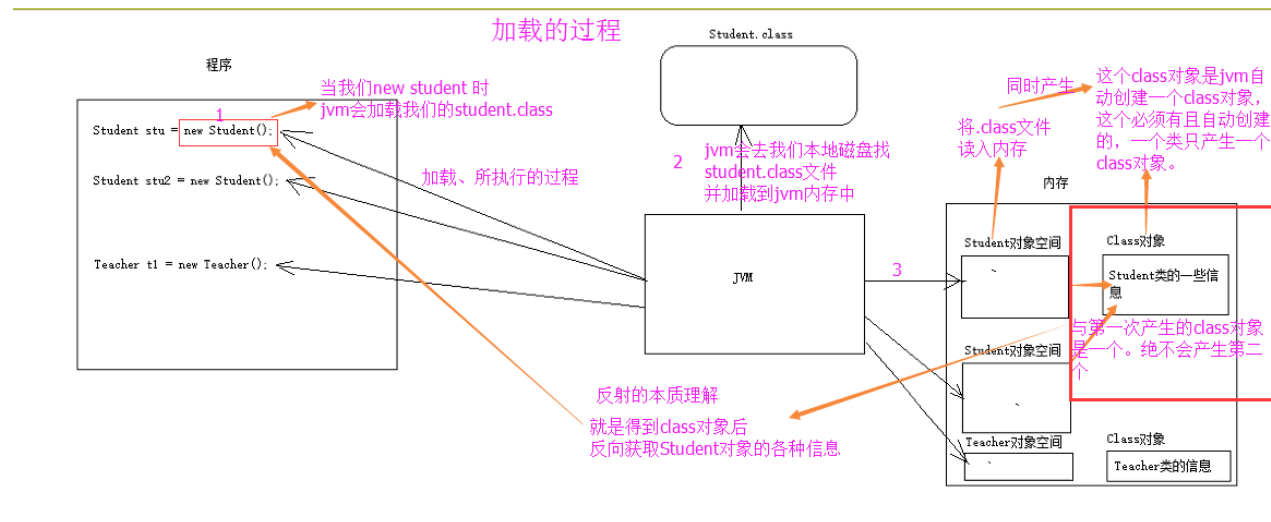 加载的过程
Student.class
程序
当我们new student 时
jvm会加载我们的student.class
1
Student stu = new Student();
Student stu2 = new Student();
Teacher t1 = new Teacher();
加载、所执行的过程
2
jvm会去我们本地磁盘找
student.class文件
并加载到jvm内存中
JVM
3
同时产生
将.class文件
读入内存
这个class对象是jvm自
动创建一个class对象，
这个必须有且自动创建
的，一个类只产生一个
class对象。
内存
Student对象空间
Class对象
Student类的一些信
息
与第一次产生的class对象
是一个。绝不会产生第二
个
Student对象空间
Teacher对象空间
Class对象
Teacher类的信息
反射的本质理解
就是得到class对象后
反向获取Student对象的各种信息